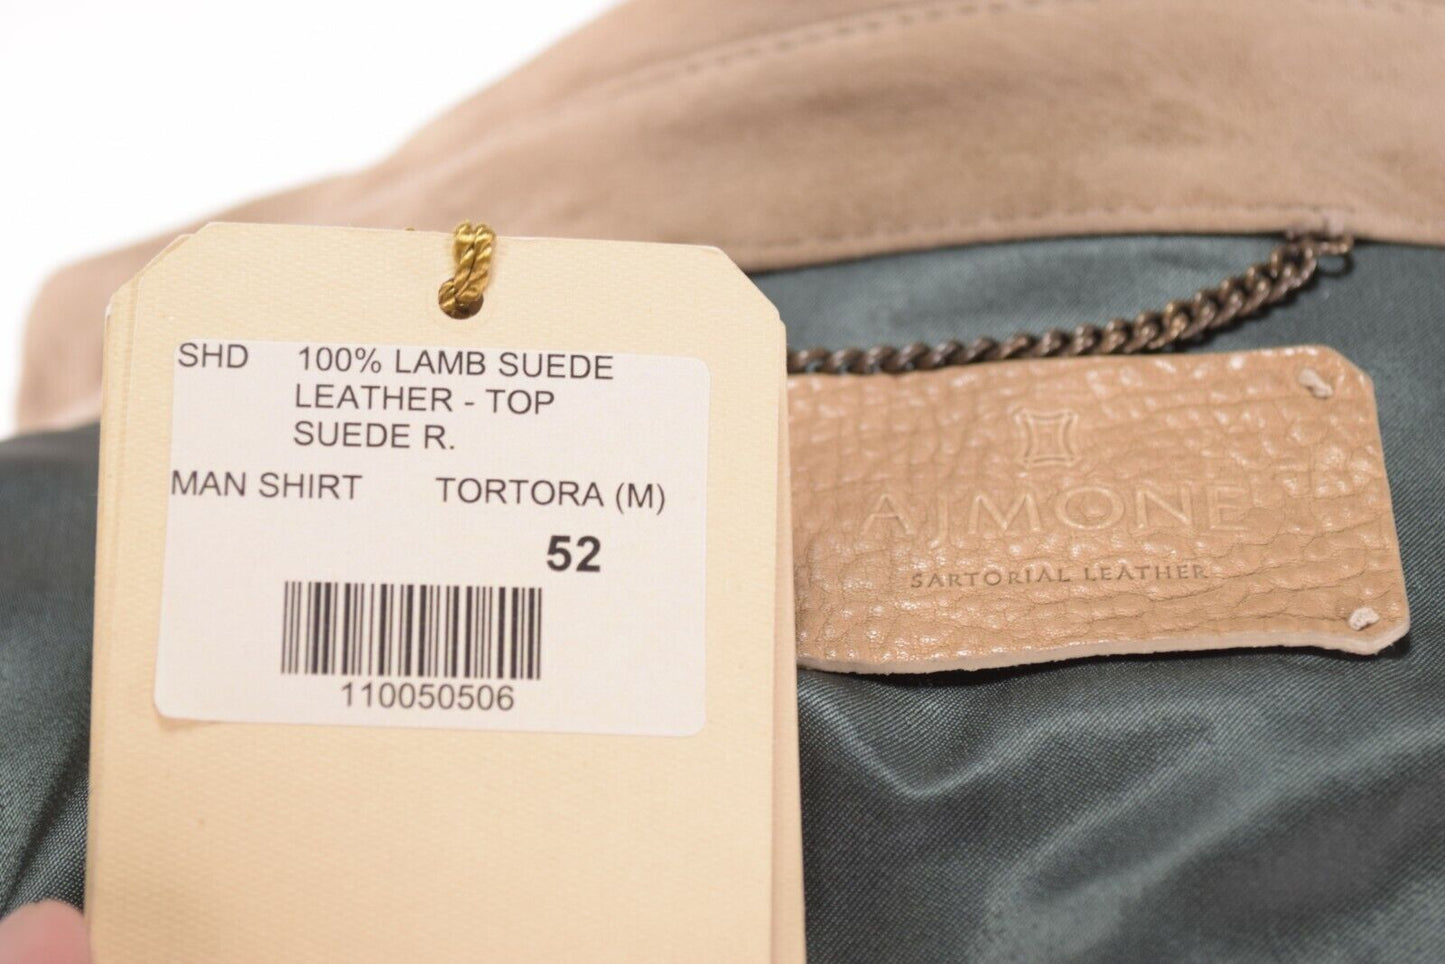 SHD 100% LAMB SUEDE
LEATHER - TOP
SUEDE R.
MAN SHIRT TORTORA (M)
52
110050506
AJMONE
SARTORIAL LEATHER